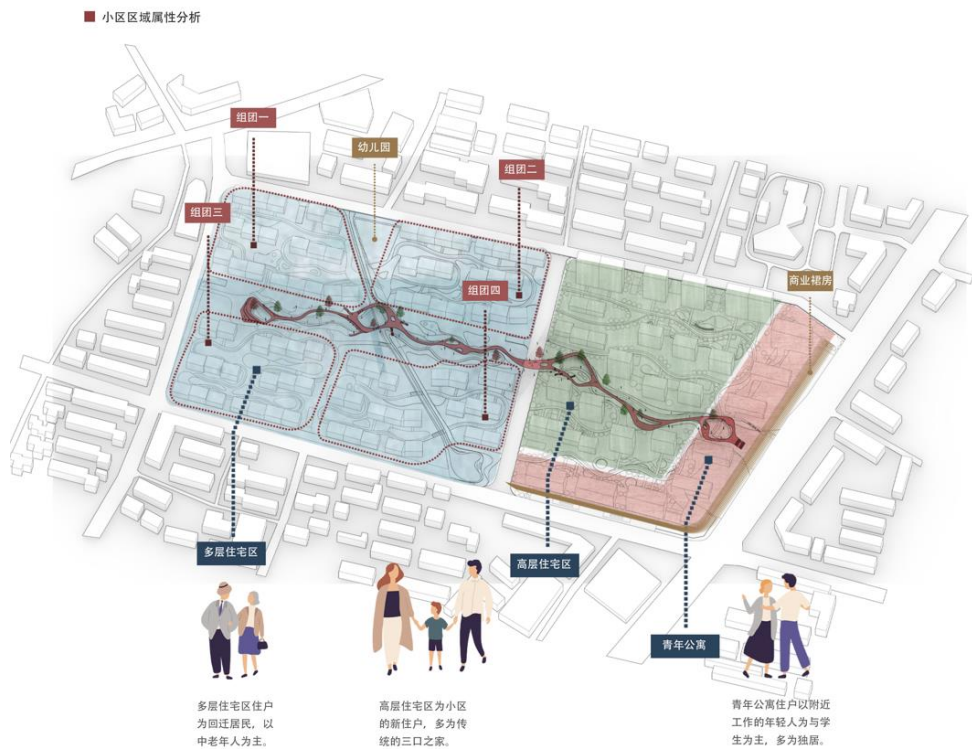 小区区域属性分析
组团一
幼儿园
组团二
组团三
商业裙房
组团四
多层住宅区
高层住宅区
青年公寓
多层住宅区住户
为回迁居民，以
中老年人为主。
高层住宅区为小区
的新住户，多为传
统的三口之家。
青年公寓住户以附近
工作的年轻人为与学
生为主，多为独居。